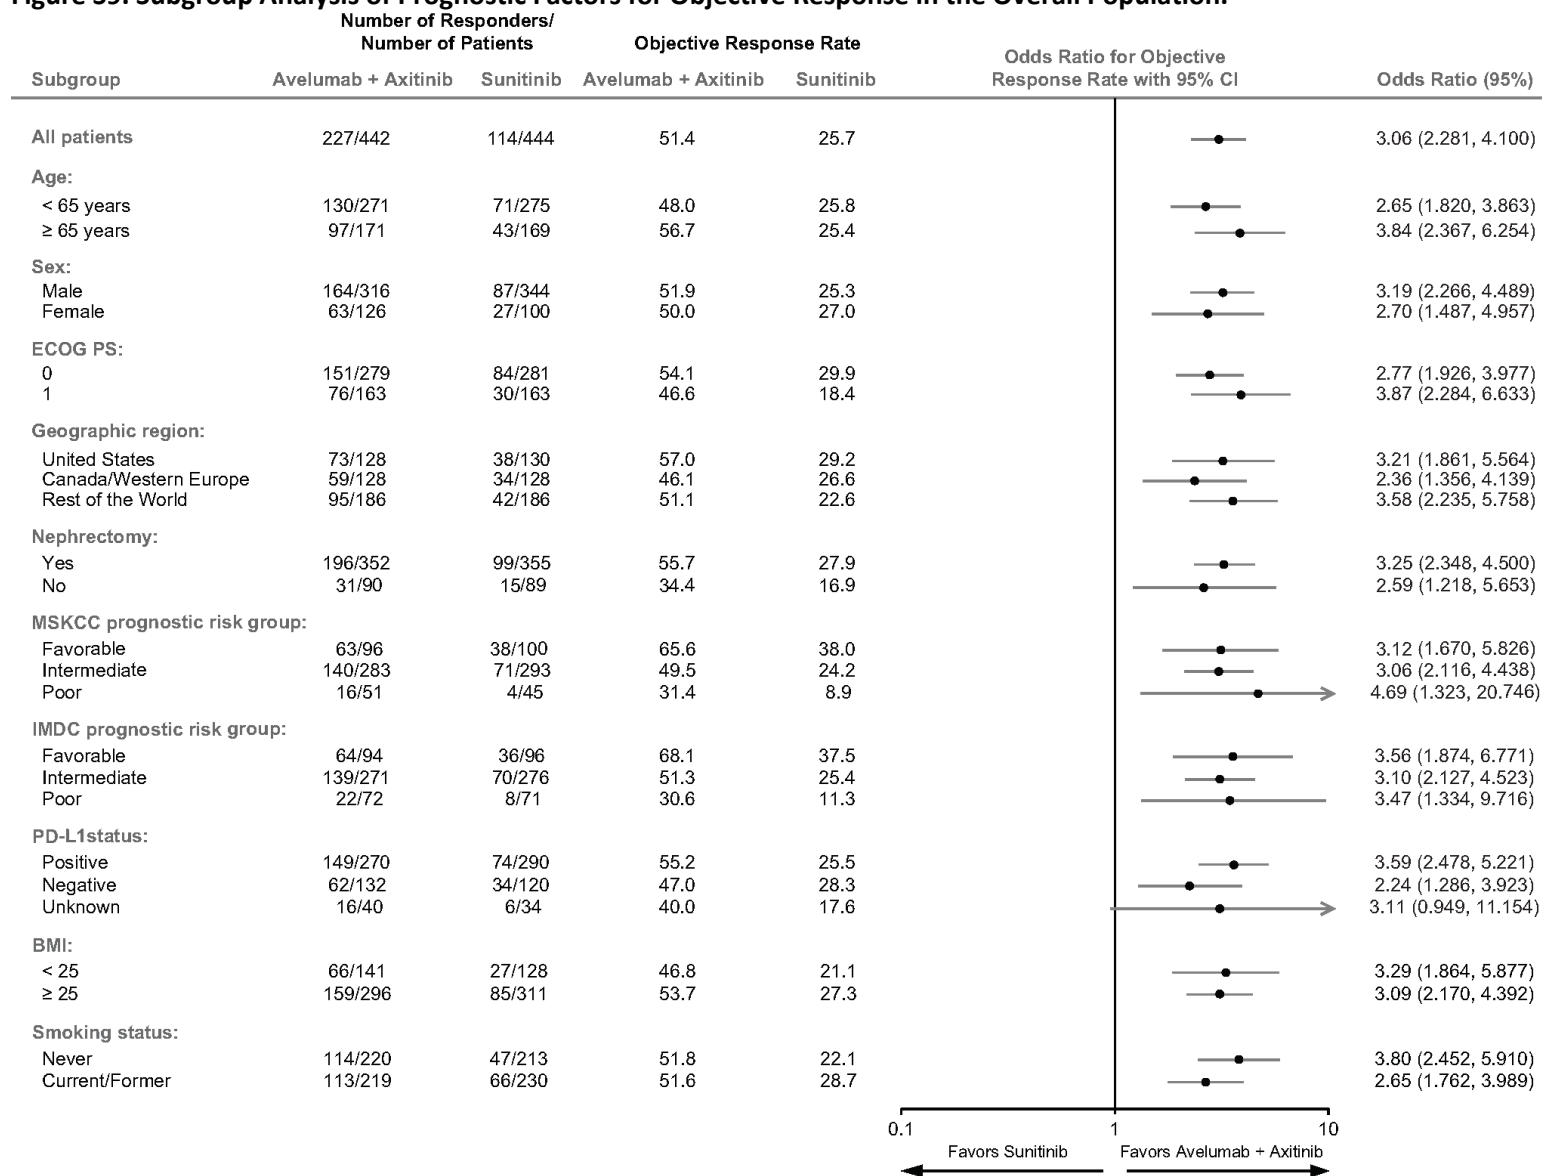 Figure S9. Subgroup Analysis of Prognostic Factors for Objective Response in the Overall Population.
Number of Responders/
Number of Patients Objective Response Rate
Odds Ratio for Objective
Response Rate with 95% CI
Subgroup Avelumab + Axitinib Sunitinib Avelumab + Axitinib Sunitinib Odds Ratio (95%)
All patients 227/442 114/444 51.4 25.7 3.06 (2.281, 4.100)
Age:
< 65 years 130/271 71/275 48.0 25.8 2.65 (1.820, 3.863)
≥ 65 years 97/171 43/169 56.7 25.4 3.84 (2.367, 6.254)
Sex:
Male 164/316 87/344 51.9 25.3 3.19 (2.266, 4.489)
Female 63/126 27/100 50.0 27.0 2.70 (1.487, 4.957)
ECOG PS:
0 151/279 84/281 54.1 29.9 2.77 (1.926, 3.977)
1 76/163 30/163 46.6 18.4 3.87 (2.284, 6.633)
Geographic region:
United States 73/128 38/130 57.0 29.2 3.21 (1.861, 5.564)
Canada/Western Europe 59/128 34/128 46.1 26.6 2.36 (1.356, 4.139)
Rest of the World 95/186 42/186 51.1 22.6 3.58 (2.235, 5.758)
Nephrectomy:
Yes 196/352 99/355 55.7 27.9 3.25 (2.348, 4.500)
No 31/90 15/89 34.4 16.9 2.59 (1.218, 5.653)
MSKCC prognostic risk group:
Favorable 63/96 38/100 65.6 38.0 3.12 (1.670, 5.826)
Intermediate 140/283 71/293 49.5 24.2 3.06 (2.116, 4.438)
Poor 16/51 4/45 31.4 8.9 4.69 (1.323, 20.746)
IMDC prognostic risk group:
Favorable 64/94 36/96 68.1 37.5 3.56 (1.874, 6.771)
Intermediate 139/271 70/276 51.3 25.4 3.10 (2.127, 4.523)
Poor 22/72 8/71 30.6 11.3 3.47 (1.334, 9.716)
PD-L1status:
Positive 149/270 74/290 55.2 25.5 3.59 (2.478, 5.221)
Negative 62/132 34/120 47.0 28.3 2.24 (1.286, 3.923)
Unknown 16/40 6/34 40.0 17.6 3.11 (0.949, 11.154)
BMI:
< 25 66/141 27/128 46.8 21.1 3.29 (1.864, 5.877)
≥ 25 159/296 85/311 53.7 27.3 3.09 (2.170, 4.392)
Smoking status:
Never 114/220 47/213 51.8 22.1 3.80 (2.452, 5.910)
Current/Former 113/219 66/230 51.6 28.7 2.65 (1.762, 3.989)
0.1 1 10
Favors Sunitinib Favors Avelumab + Axitinib